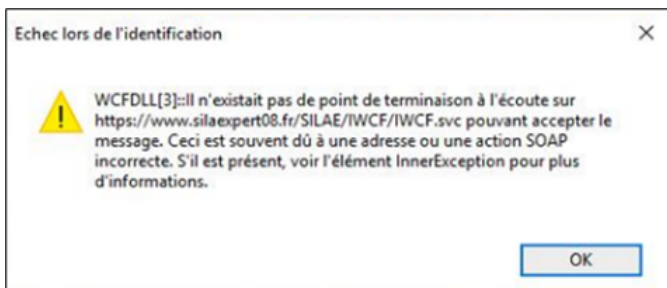 Echec lors de l'identification
WCFDLL[3]::Il n'existait pas de point de terminaison à l'écoute sur
https://www.silaexpert08.fr/SILAE/IWCF/IWCF.svc pouvant accepter le
message. Ceci est souvent dû à une adresse ou une action SOAP
incorrecte. S'il est présent, voir l'élément InnerException pour plus
d'informations.
OK